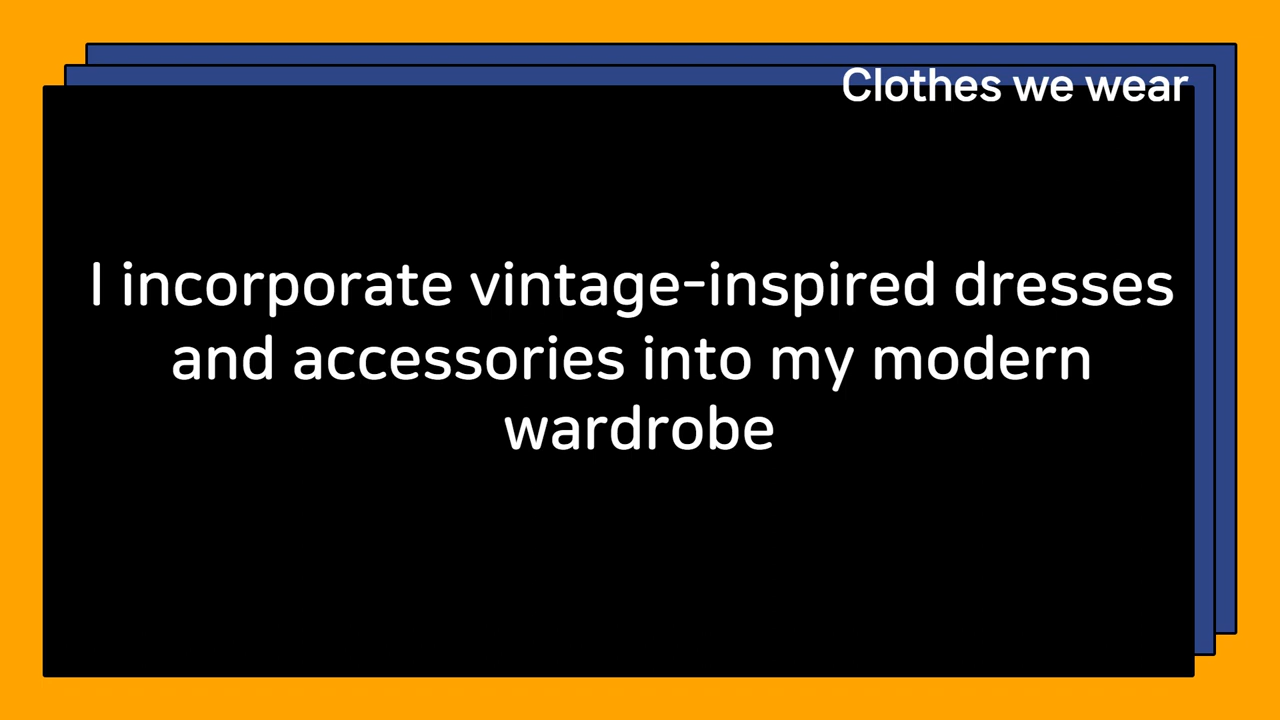 Clothes we wear
I incorporate vintage-inspired dresses
and accessories into my modern
wardrobe